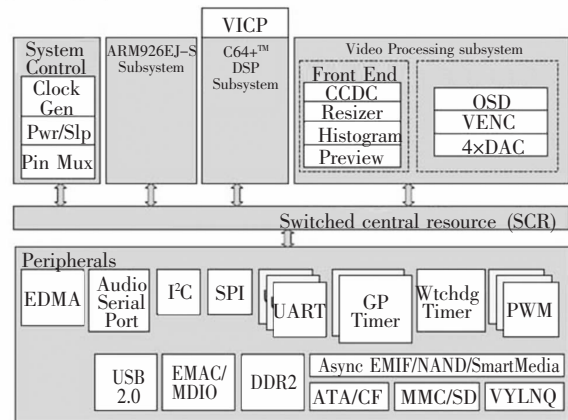 System
Control
Clock
Gen
Pwr/Slp
Pin Mux
ARM926EJ-S
Subsystem
VICP
C64+™
DSP
Subsystem
Video Processing subsystem
Front End
CCDC
Resizer
Histogram
Preview
OSD
VENC
4×DAC
Switched central resource (SCR)
Peripherals
EDMA
Audio
Serial
Port
I²C
SPI
UART
GP
Timer
Wtchdg
Timer
PWM
USB
2.0
EMAC/
MDIO
DDR2
Async EMIF/NAND/SmartMedia
ATA/CF
MMC/SD
VYLNQ